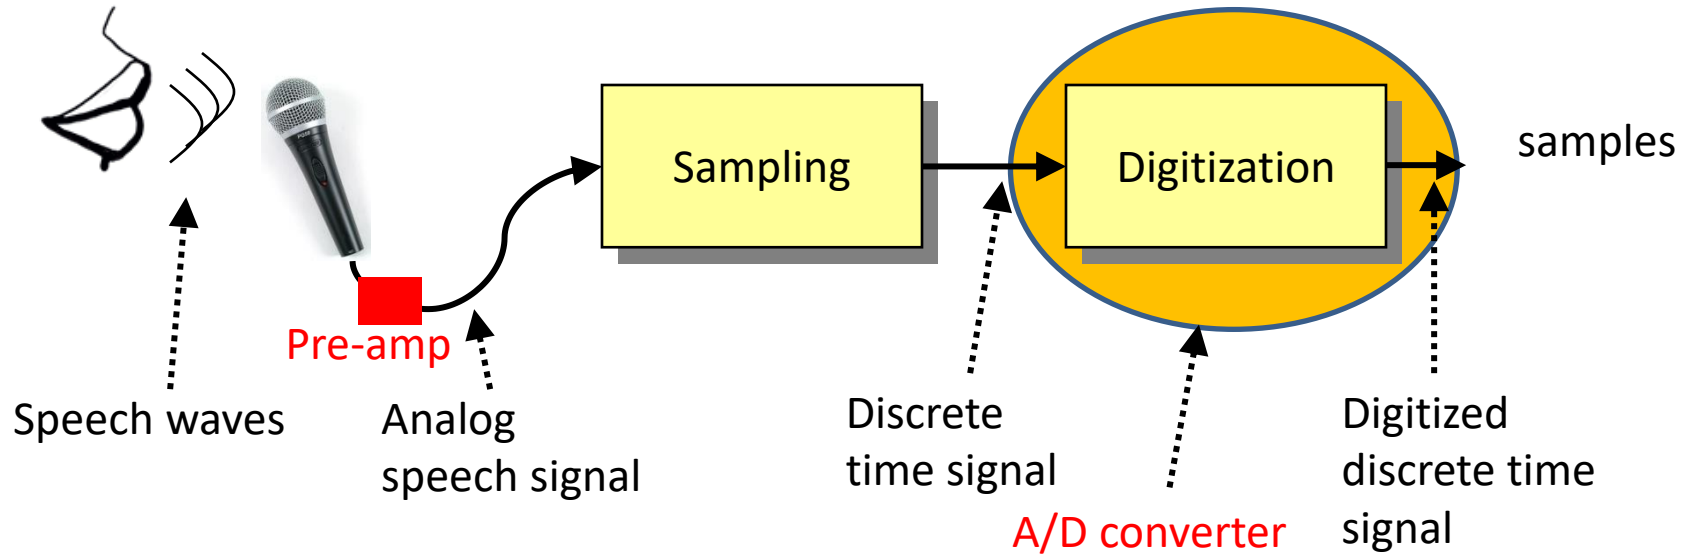 Sampling
Digitization
samples
Pre-amp
Speech waves
Analog
speech signal
Discrete
time signal
A/D converter
Digitized
discrete time
signal